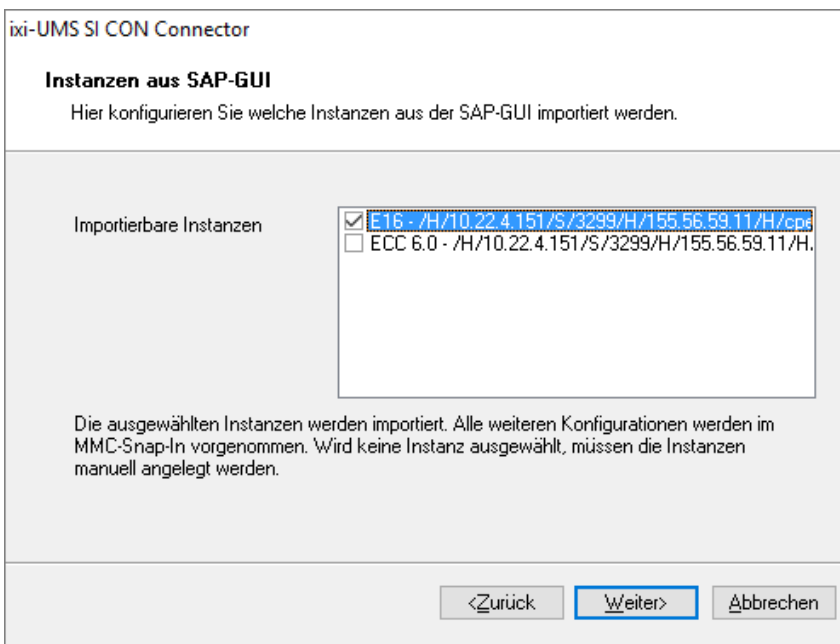 ixi-UMS SI CON Connector
Instanzen aus SAP-GUI
Hier konfigurieren Sie welche Instanzen aus der SAP-GUI importiert werden.
Importierbare Instanzen
E16 - /H/10.22.4.151/S/3299/H/155.56.59.11/H/cpe
ECC 6.0 - /H/10.22.4.151/S/3299/H/155.56.59.11/H.
Die ausgewählten Instanzen werden importiert. Alle weiteren Konfigurationen werden im
MMC-Snap-In vorgenommen. Wird keine Instanz ausgewählt, müssen die Instanzen
manuell angelegt werden.
<Zurück Weiter> Abbrechen